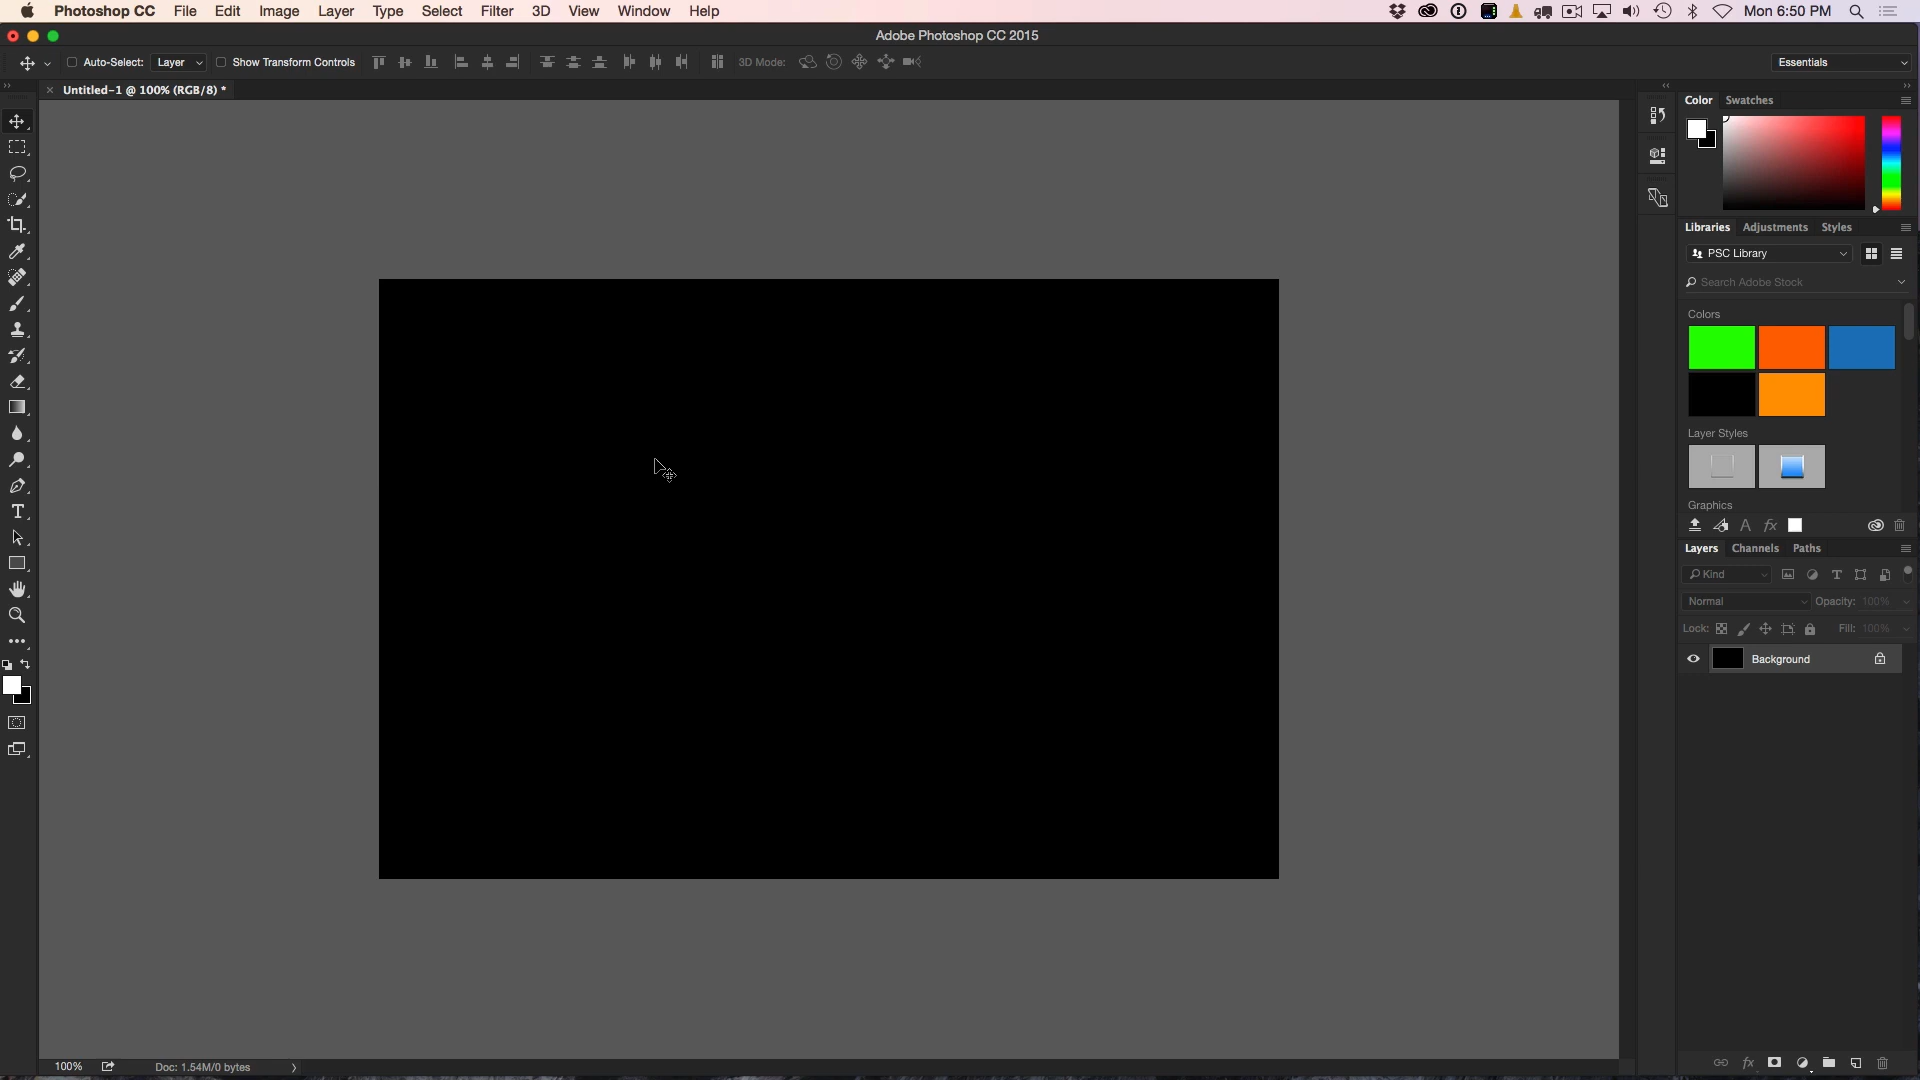 Photoshop CC File Edit Image Layer Type Select Filter 3D View Window Help Mon 6:50 PM
Adobe Photoshop CC 2015
Auto-Select: Layer Show Transform Controls 3D Mode: Essentials
Untitled-1 @ 100% (RGB/8) *
Color Swatches
Libraries Adjustments Styles
PSC Library
Search Adobe Stock
Colors
Layer Styles
Graphics
Layers Channels Paths
Kind
Normal Opacity: 100%
Lock: Fill: 100%
Background
100% Doc: 1.54M/0 bytes